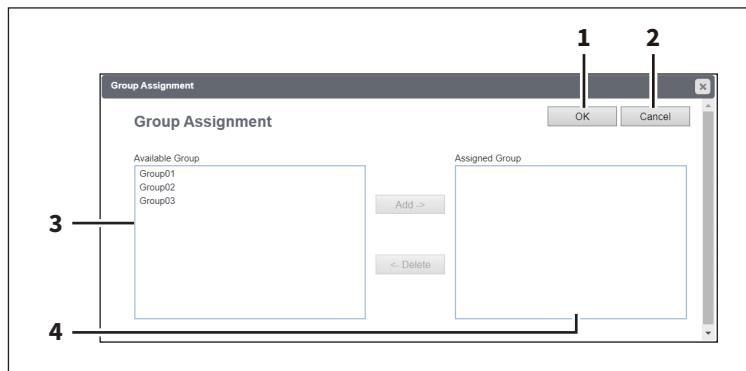 1 2
Group Assignment
Group Assignment
OK Cancel
Available Group Assigned Group
Group01
Group02
Group03
Add ->
3
<- Delete
4